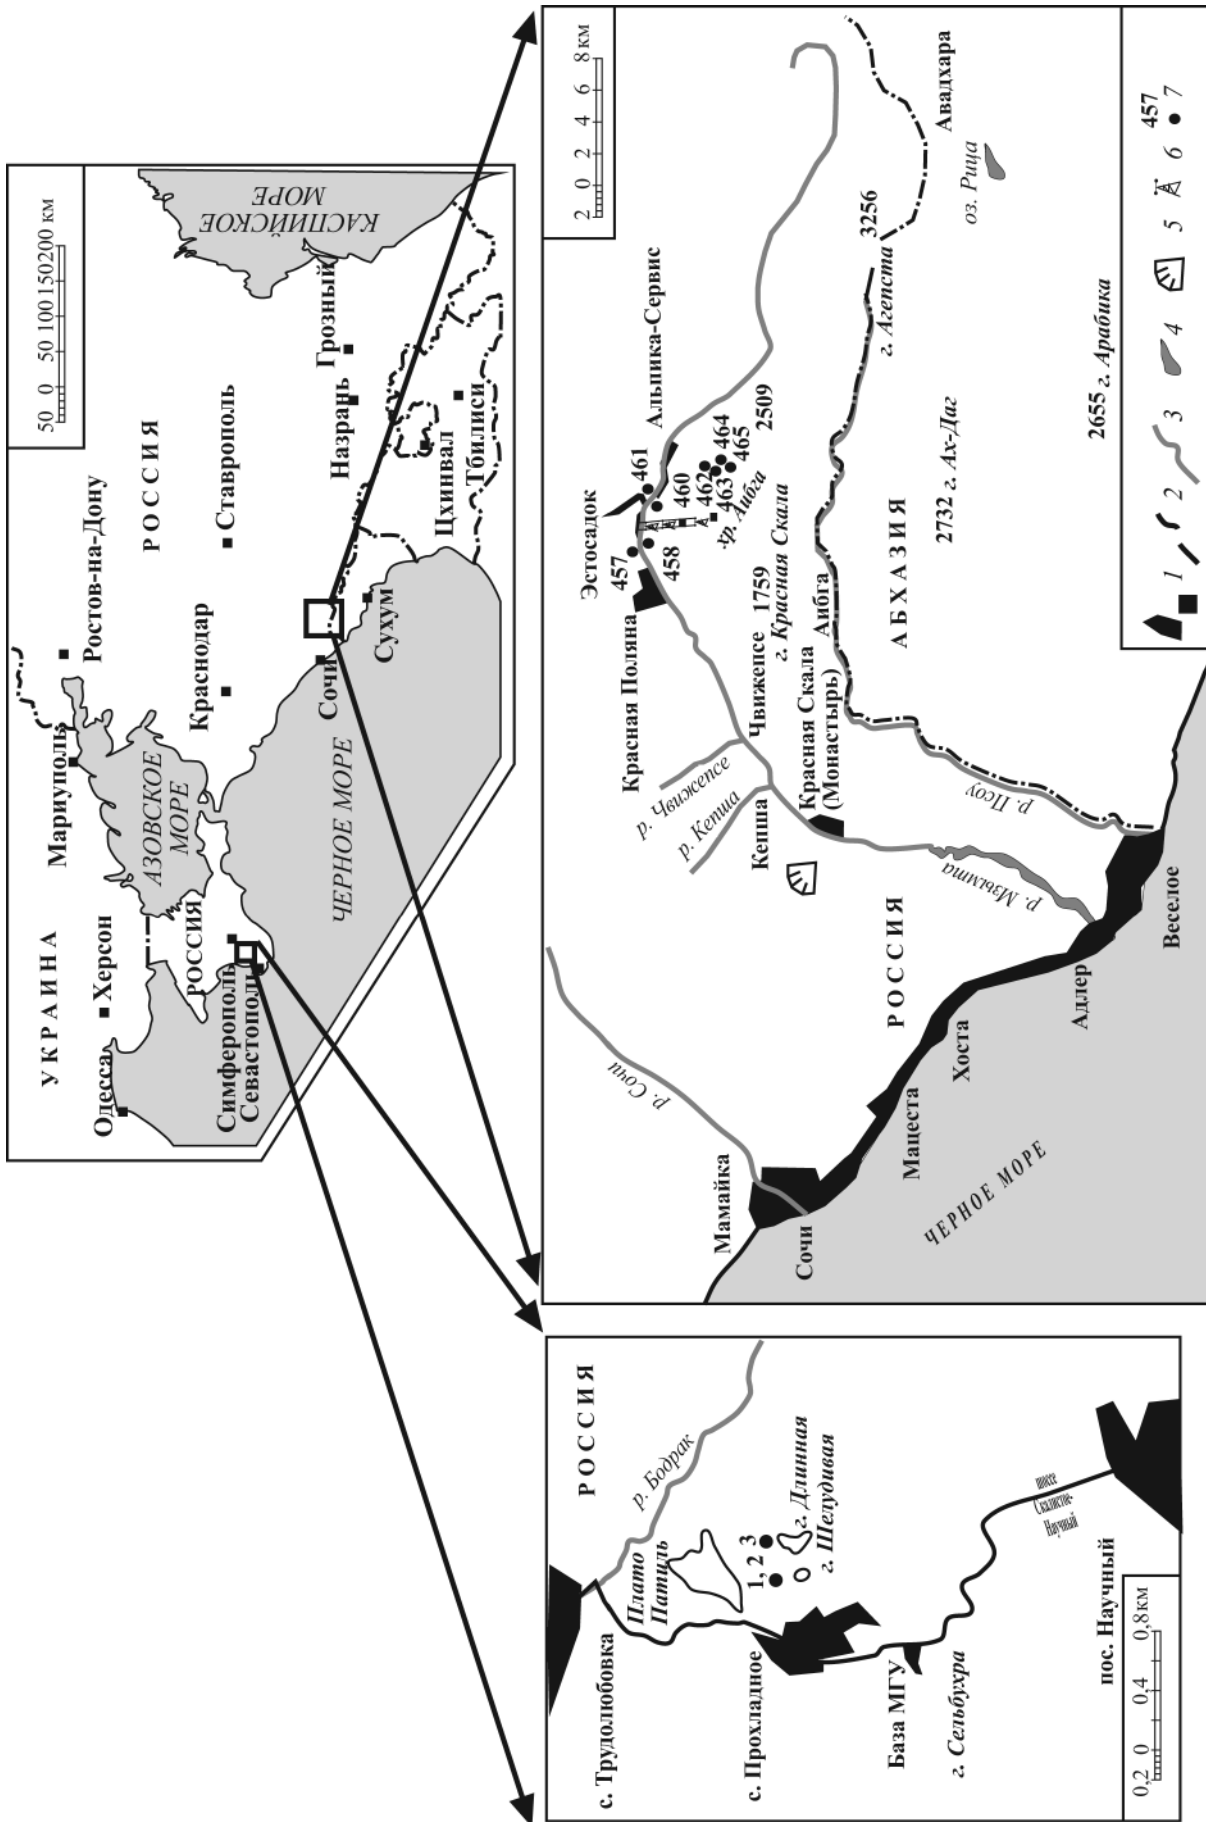 УКРАИНА
Одесса
Херсон
Мариуполь
Ростов-на-Дону
РОССИЯ
АЗОВСКОЕ
МОРЕ
РОССИЯ
Симферополь
Севастополь
Краснодар
Ставрополь
ЧЕРНОЕ МОРЕ
Сочи
Сухум
Назрань
Грозный
Цхинвал
Тбилиси
КАСПИЙСКОЕ
МОРЕ
50 0 50 100 150200 км
с. Трудолюбовка
Плато
Патиль
р. Бодрак
РОССИЯ
с. Прохладное
1, 2 3
г. Длинная
г. Шелудивая
База МГУ
г. Сельбухра
шоссе
Скалистое-
Научный
пос. Научный
0,2 0 0,4 0,8км
2 0 2 4 6 8 км
Эстосадок
Альпика-Сервис
Красная Поляна
457
458
461
460
462
463
464
465
2509
хр. Аибга
р. Чвижепсе
р. Кепша
Чвижепсе
Кепша
1759
г. Красная Скала
Красная Скала
(Монастырь)
Аибга
АБХАЗИЯ
г. Агепста
3256
Авадхара
оз. Рица
2732 г. Ах-Даг
2655 г. Арабика
р. Псоу
р. Мзымта
РОССИЯ
р. Сочи
Мамайка
Сочи
Мацеста
Хоста
Адлер
Веселое
ЧЕРНОЕ МОРЕ
457
1 2 3 4 5 6 7